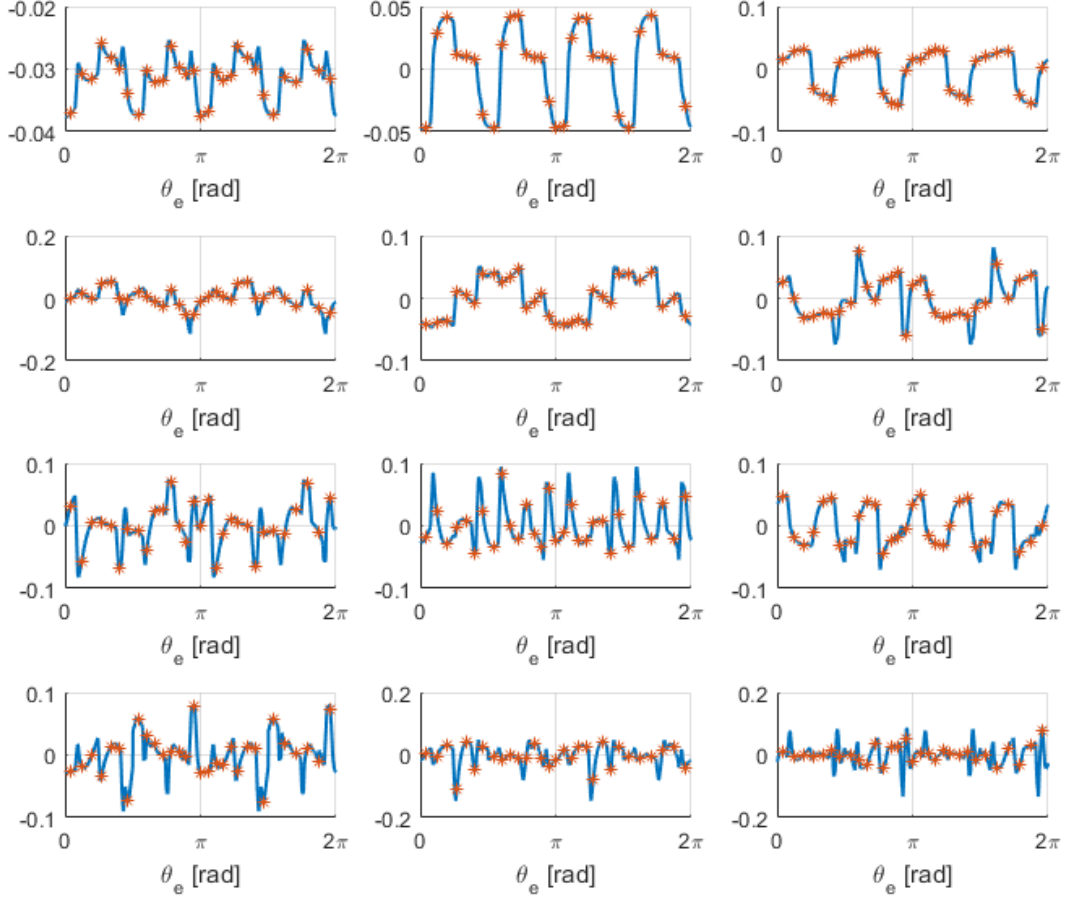 -0.02 0.05 0.1
-0.03 0 0
-0.04 -0.05 -0.1
0 π 2π 0 π 2π 0 π 2π
θe [rad] θe [rad] θe [rad]
0.2 0.1 0.1
0 0 0
-0.2 -0.1 -0.1
0 π 2π 0 π 2π 0 π 2π
θe [rad] θe [rad] θe [rad]
0.1 0.1 0.1
0 0 0
-0.1 -0.1 -0.1
0 π 2π 0 π 2π 0 π 2π
θe [rad] θe [rad] θe [rad]
0.1 0.2 0.2
0 0 0
-0.1 -0.2 -0.2
0 π 2π 0 π 2π 0 π 2π
θe [rad] θe [rad] θe [rad]